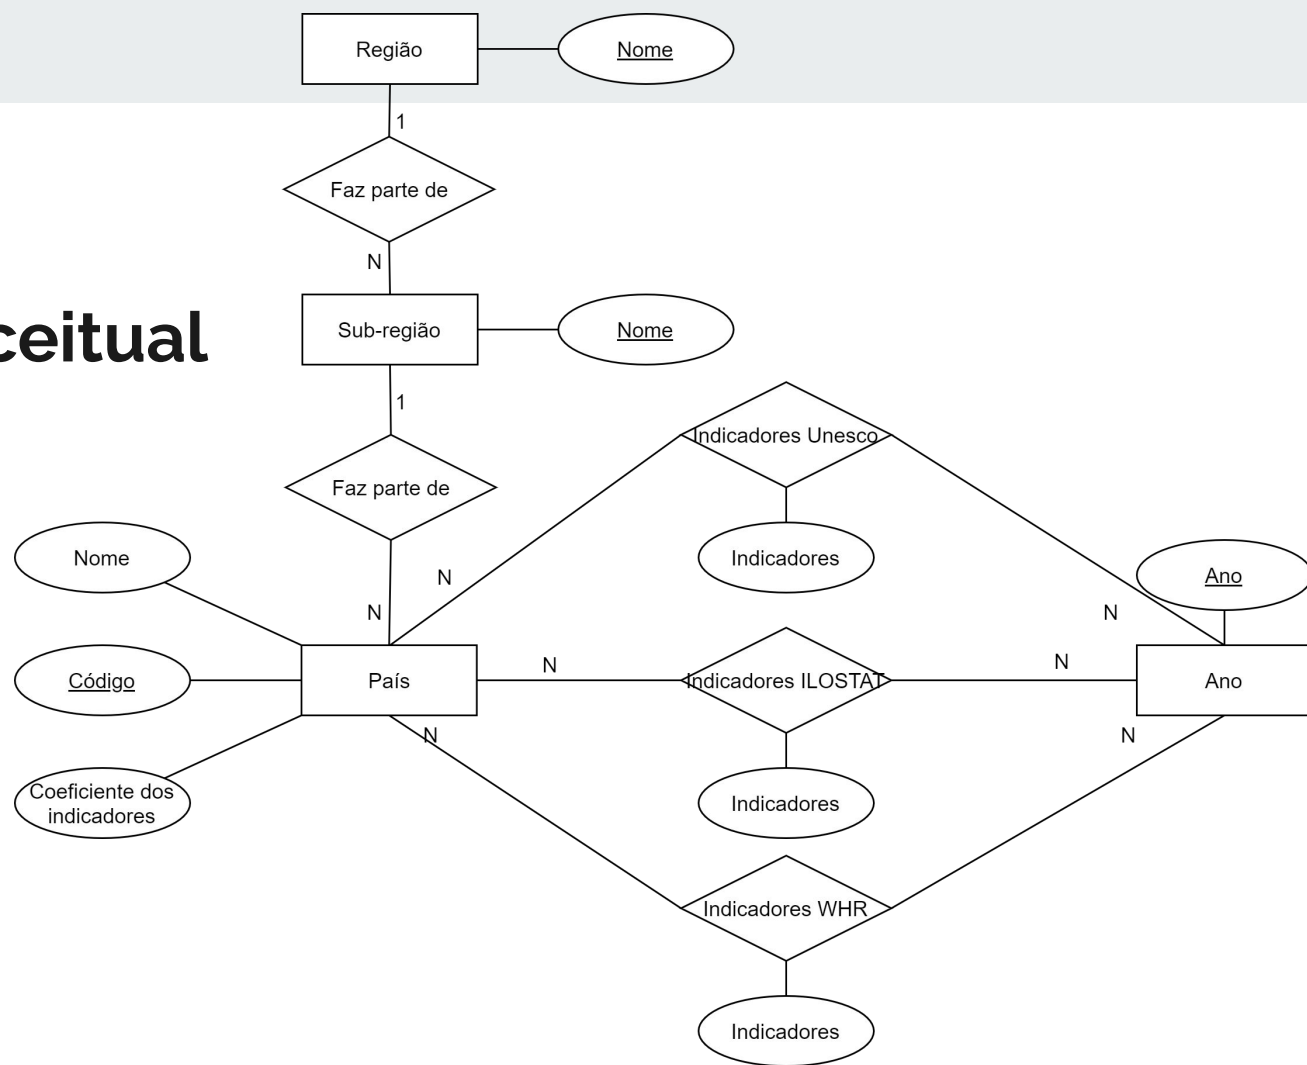 Região
Nome
1
Faz parte de
N
ceitual
Sub-região
Nome
1
Indicadores Unesco
Faz parte de
Nome
N
Indicadores
Ano
N
N
Código
País
N
Indicadores ILOSTAT
N
Ano
N
N
Coeficiente dos
indicadores
Indicadores
Indicadores WHR
Indicadores